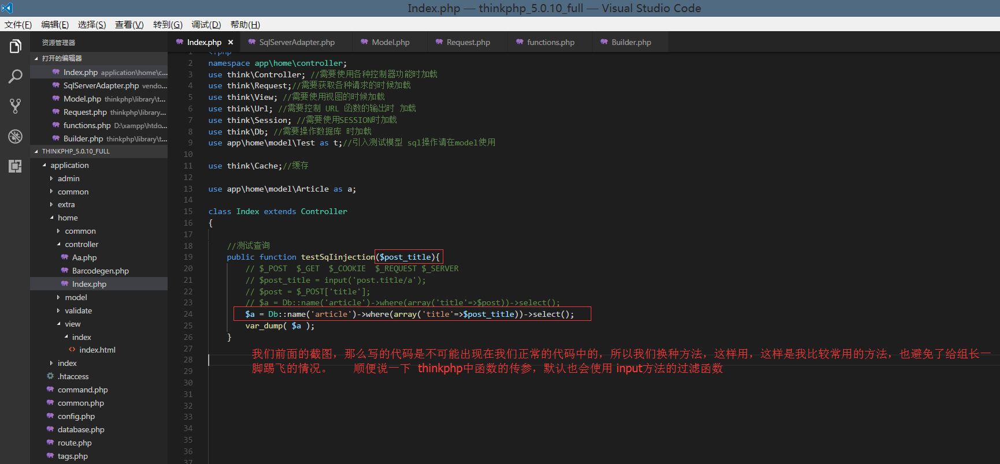 Index.php — thinkphp_5.0.10_full — Visual Studio Code
文件(F) 编辑(E) 选择(S) 查看(V) 转到(G) 调试(D) 帮助(H)
资源管理器
打开的编辑器
Index.php application\home\c...
SqlServerAdapter.php vendo...
Model.php thinkphp\library\t...
Request.php thinkphp\library...
functions.php D:\xampp\htdo...
Builder.php thinkphp\library\t...
THINKPHP_5.0.10_FULL
application
admin
common
extra
home
common
controller
Aa.php
Barcodegen.php
Index.php
model
validate
view
index
index.html
index
.htaccess
command.php
common.php
config.php
database.php
route.php
tags.php
Index.php × SqlServerAdapter.php Model.php Request.php functions.php Builder.php
1 <?php
2 namespace app\home\controller;
3 use think\Controller; //需要使用各种控制器功能时加载
4 use think\Request;//需要获取各种请求的时候加载
5 use think\View; //需要使用视图的时候加载
6 use think\Url; //需要控制 URL 函数的输出时 加载
7 use think\Session; //需要使用SESSION时加载
8 use think\Db; //需要操作数据库 时加载
9 use app\home\model\Test as t;//引入测试模型 sql操作请在model使用
10
11 use think\Cache;//缓存
12
13 use app\home\model\Article as a;
14
15 class Index extends Controller
16 {
17
18 //测试查询
19 public function testSqIinjection($post_title){
20 // $_POST $_GET $_COOKIE $_REQUEST $_SERVER
21 // $post_title = input('post.title/a');
22 // $post = $_POST['title'];
23 // $a = Db::name('article')->where(array('title'=>$post))->select();
24 $a = Db::name('article')->where(array('title'=>$post_title))->select();
25 var_dump( $a );
26 }
27
28
29
30
31
32
33
34
35
36
37
我们前面的截图，那么写的代码是不可能出现在我们正常的代码中的，所以我们换种方法，这样用，这样是我比较常用的方法，也避免了给组长一
脚踢飞的情况。 顺便说一下 thinkphp中函数的传参，默认也会使用 input方法的过滤函数